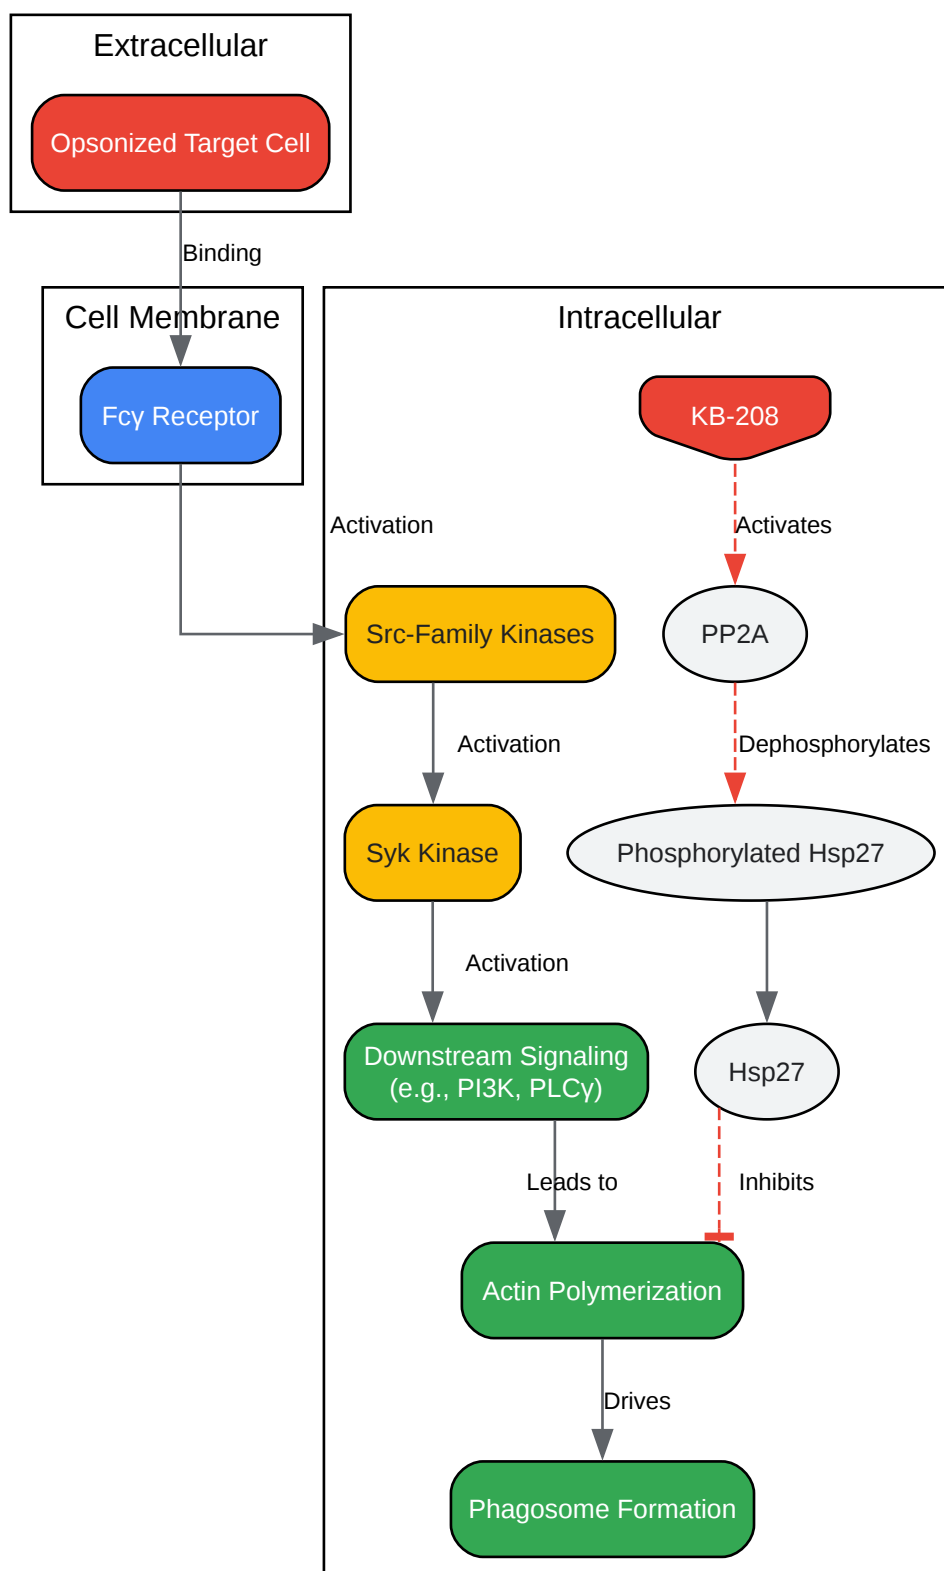 Extracellular
Opsonized Target Cell
Binding
Cell Membrane
Fcγ Receptor
Intracellular
KB-208
Activation
Activates
Src-Family Kinases
PP2A
Activation
Dephosphorylates
Syk Kinase
Phosphorylated Hsp27
Activation
Downstream Signaling
(e.g., PI3K, PLCγ)
Hsp27
Leads to
Inhibits
Actin Polymerization
Drives
Phagosome Formation